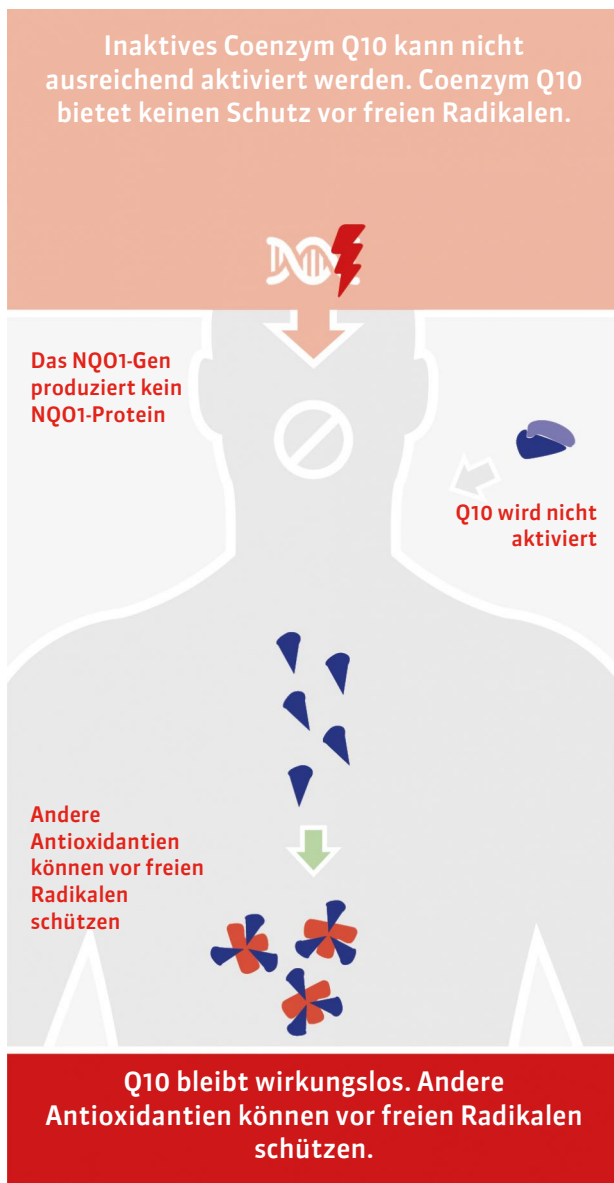 Inaktives Coenzym Q10 kann nicht
ausreichend aktiviert werden. Coenzym Q10
bietet keinen Schutz vor freien Radikalen.
Das NQO1-Gen
produziert kein
NQO1-Protein
Q10 wird nicht
aktiviert
Andere
Antioxidantien
können vor freien
Radikalen
schützen
Q10 bleibt wirkungslos. Andere
Antioxidantien können vor freien Radikalen
schützen.